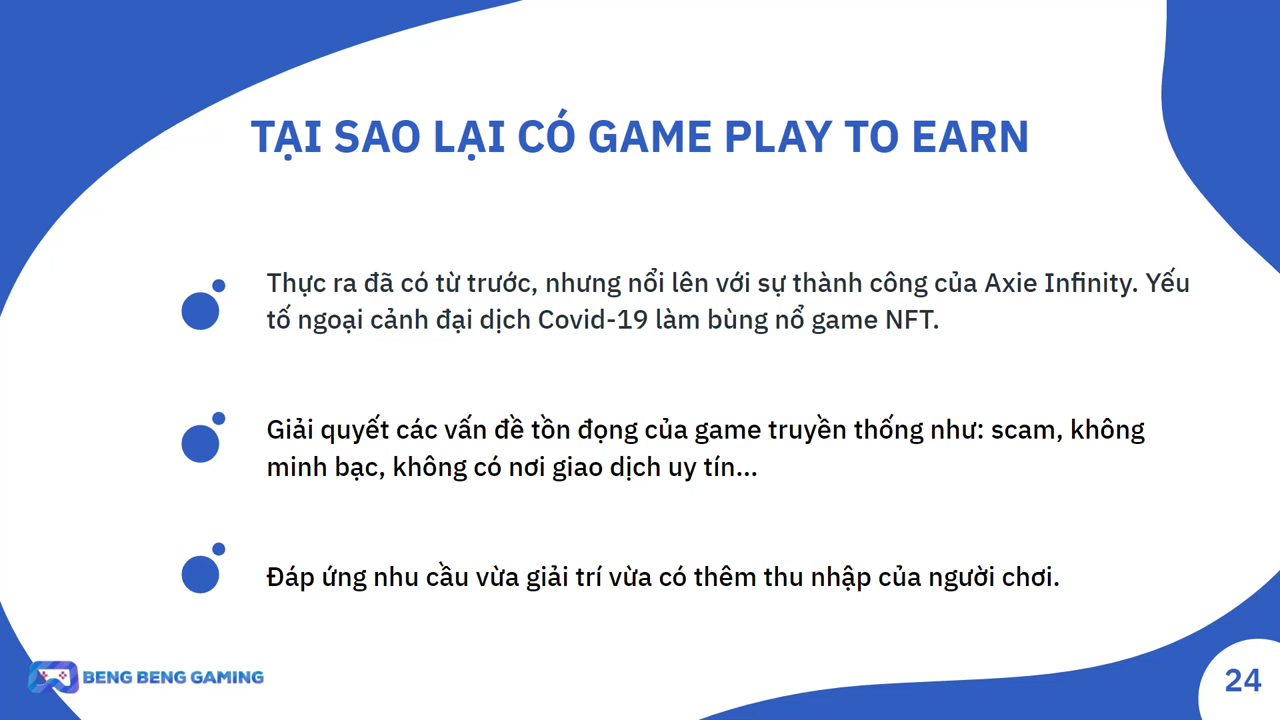 TẠI SAO LẠI CÓ GAME PLAY TO EARN
Thực ra đã có từ trước, nhưng nổi lên với sự thành công của Axie Infinity. Yếu
tố ngoại cảnh đại dịch Covid-19 làm bùng nổ game NFT.
Giải quyết các vấn đề tồn đọng của game truyền thống như: scam, không
minh bạc, không có nơi giao dịch uy tín...
Đáp ứng nhu cầu vừa giải trí vừa có thêm thu nhập của người chơi.
BENG BENG GAMING
24